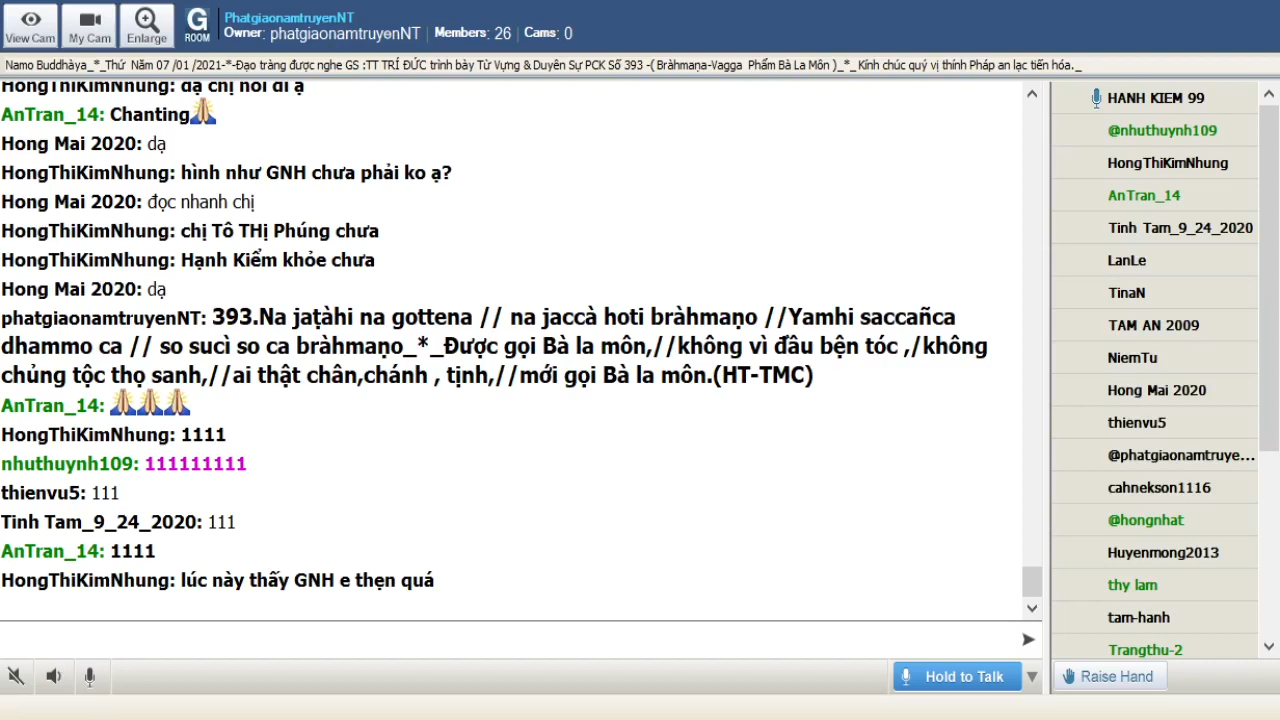 View Cam
My Cam
Enlarge
G
ROOM
PhatgiaonamtruyenNT
Owner: phatgiaonamtruyenNT | Members: 26 | Cams: 0
Namo Buddhàya_*_Thứ Năm 07 /01 /2021-*-Đạo tràng được nghe GS :TT TRÍ ĐỨC trình bày Từ Vựng & Duyên Sự PCK Số 393 -( Bràhmaṇa-Vagga Phẩm Bà La Môn )_*_ Kính chúc quý vị thính Pháp an lạc tiến hóa._
HongThiKimNhung: dạ chị nói đi ạ
AnTran_14: Chanting🙏
Hong Mai 2020: dạ
HongThiKimNhung: hình như GNH chưa phải ko ạ?
Hong Mai 2020: đọc nhanh chị
HongThiKimNhung: chị Tô THị Phúng chưa
HongThiKimNhung: Hạnh Kiểm khỏe chưa
Hong Mai 2020: dạ
phatgiaonamtruyenNT: 393.Na jaṭàhi na gottena // na jaccà hoti bràhmaṇo //Yamhi saccañca
dhammo ca // so sucì so ca bràhmaṇo_*_Được gọi Bà la môn,//không vì đầu bện tóc ,/không
chủng tộc thọ sanh,//ai thật chân,chánh , tịnh,//mới gọi Bà la môn.(HT-TMC)
AnTran_14: 🙏🙏🙏
HongThiKimNhung: 1111
nhuthuynh109: 111111111
thienvu5: 111
Tinh Tam_9_24_2020: 111
AnTran_14: 1111
HongThiKimNhung: lúc này thấy GNH e thẹn quá
Hold to Talk
HANH KIEM 99
@nhuthuynh109
HongThiKimNhung
AnTran_14
Tinh Tam_9_24_2020
LanLe
TinaN
TAM AN 2009
NiemTu
Hong Mai 2020
thienvu5
@phatgiaonamtruye...
cahnekson1116
@hongnhat
Huyenmong2013
thy lam
tam-hanh
Trangthu-2
Raise Hand